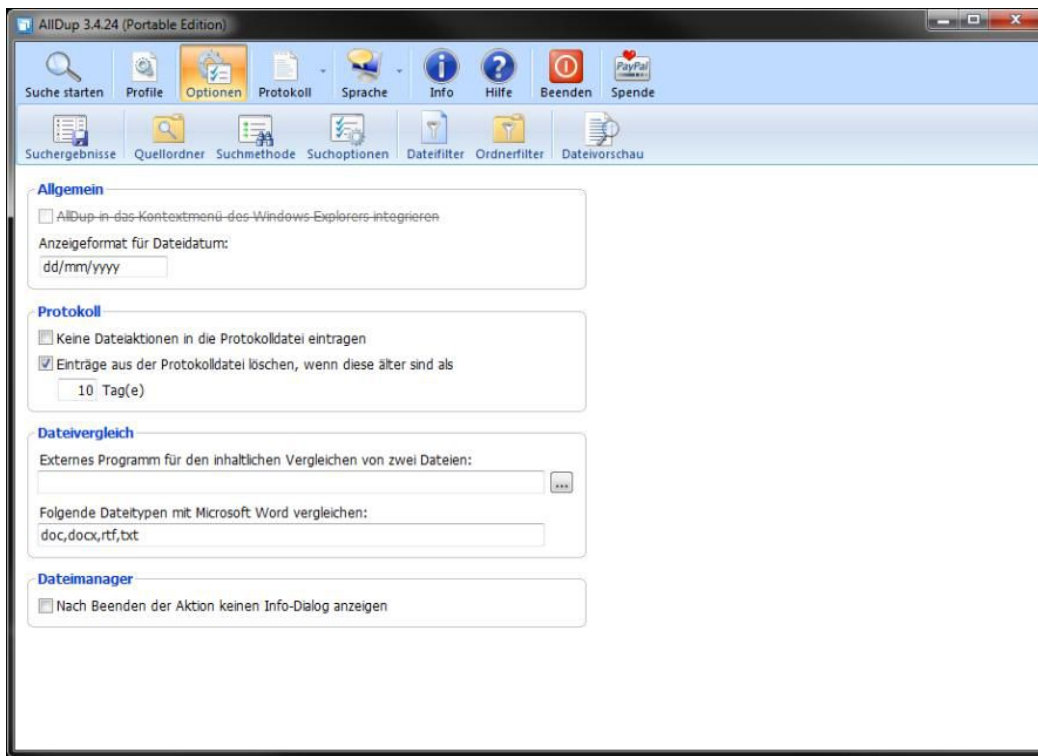 AllDup 3.4.24 (Portable Edition)
Suche starten Profile Optionen Protokoll Sprache Info Hilfe Beenden PayPal Spende
Suchergebnisse Quellordner Suchmethode Suchoptionen Dateifilter Ordnerfilter Dateivorschau
Allgemein
AllDup in das Kontextmenü des Windows Explorers integrieren
Anzeigeformat für Dateidatum:
dd/mm/yyyy
Protokoll
Keine Dateiaktionen in die Protokolldatei eintragen
Einträge aus der Protokolldatei löschen, wenn diese älter sind als
10 Tag(e)
Dateivergleich
Externes Programm für den inhaltlichen Vergleichen von zwei Dateien:
...
Folgende Dateitypen mit Microsoft Word vergleichen:
doc,docx,rtf,txt
Dateimanager
Nach Beenden der Aktion keinen Info-Dialog anzeigen